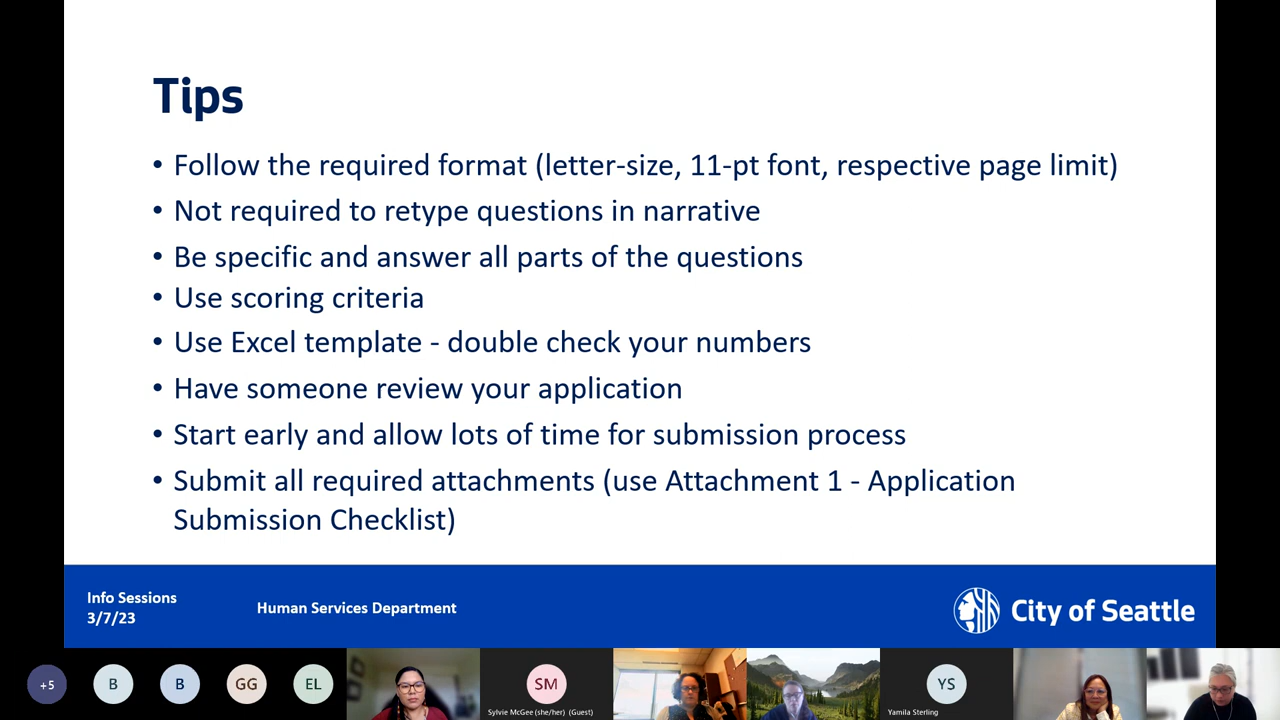 Tips
• Follow the required format (letter-size, 11-pt font, respective page limit)
• Not required to retype questions in narrative
• Be specific and answer all parts of the questions
• Use scoring criteria
• Use Excel template - double check your numbers
• Have someone review your application
• Start early and allow lots of time for submission process
• Submit all required attachments (use Attachment 1 - Application
Submission Checklist)
Info Sessions
3/7/23
Human Services Department
City of Seattle
+5
B
B
GG
EL
SM
Sylvie McGee (she/her) (Guest)
YS
Yamila Sterling